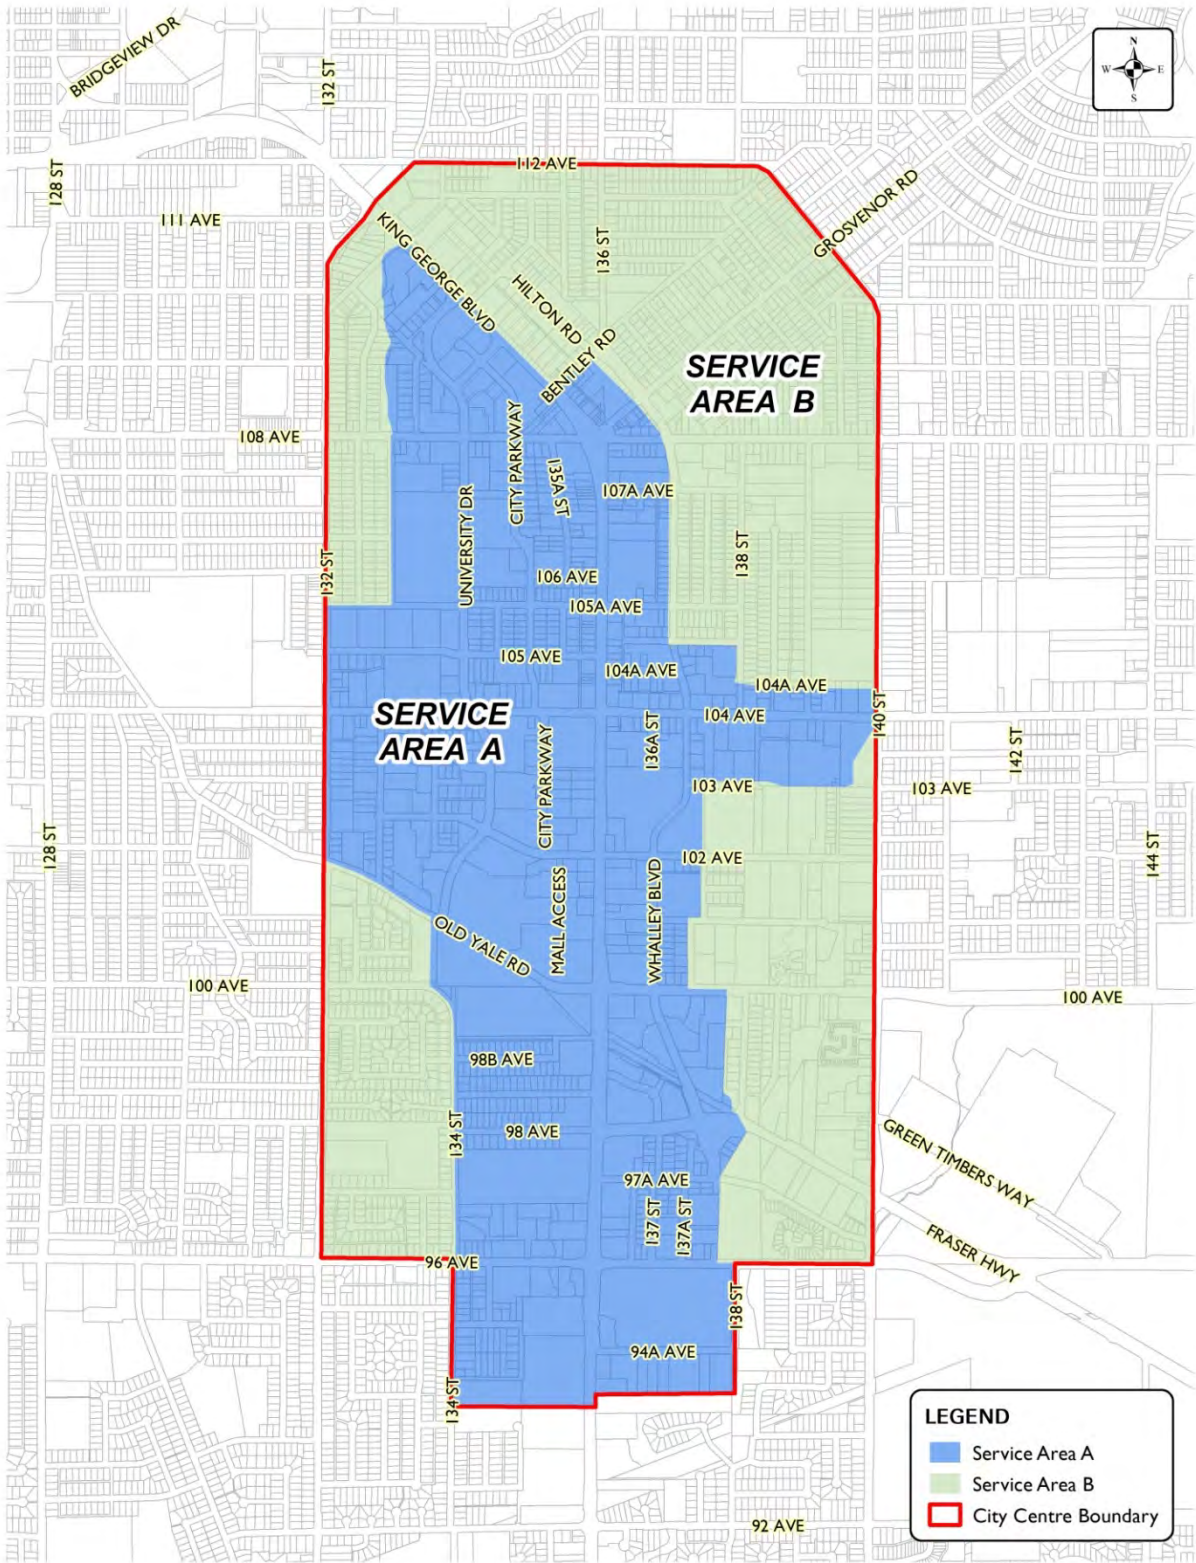 BRIDGEVIEW DR
132 ST
N
W
E
S
128 ST
112 AVE
GROSVENOR RD
111 AVE
KING GEORGE BLVD
136 ST
HILTON RD
BENTLEY RD
SERVICE
AREA B
108 AVE
CITY PARKWAY
135A ST
107A AVE
UNIVERSITY DR
138 ST
132 ST
106 AVE
105A AVE
105 AVE
104A AVE
104A AVE
SERVICE
AREA A
104 AVE
140 ST
136A ST
142 ST
CITY PARKWAY
103 AVE
103 AVE
128 ST
102 AVE
144 ST
MALL ACCESS
WHALLEY BLVD
OLD YALE RD
100 AVE
100 AVE
98B AVE
134 ST
98 AVE
GREEN TIMBERS WAY
97A AVE
137 ST
137A ST
FRASER HWY
96 AVE
138 ST
94A AVE
134 ST
LEGEND
Service Area A
Service Area B
City Centre Boundary
92 AVE